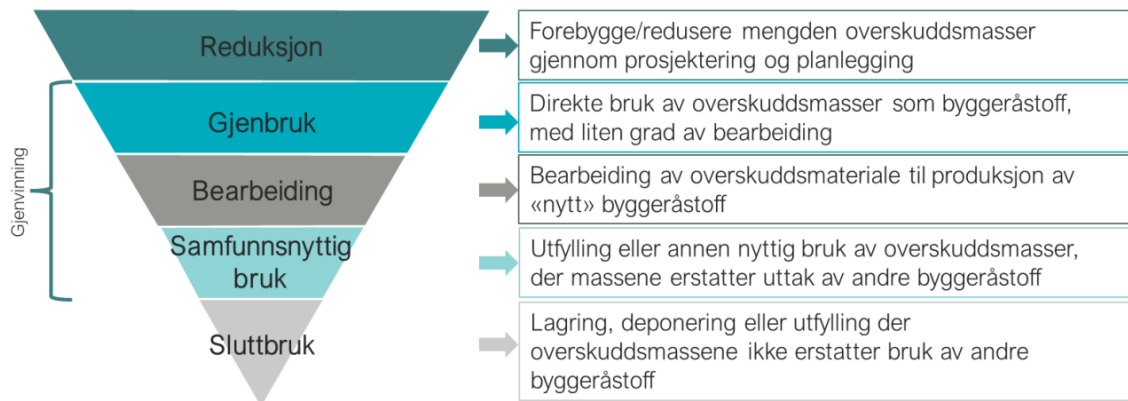 Reduksjon
Forebygge/redusere mengden overskuddsmasser
gjennom prosjektering og planlegging
Gjenvinning
Gjenbruk
Direkte bruk av overskuddsmasser som byggeråstoff,
med liten grad av bearbeiding
Bearbeiding
Bearbeiding av overskuddsmateriale til produksjon av
«nytt» byggeråstoff
Samfunnsnyttig
bruk
Utfylling eller annen nyttig bruk av overskuddsmasser,
der massene erstatter uttak av andre byggeråstoff
Sluttbruk
Lagring, deponering eller utfylling der
overskuddsmassene ikke erstatter bruk av andre
byggeråstoff